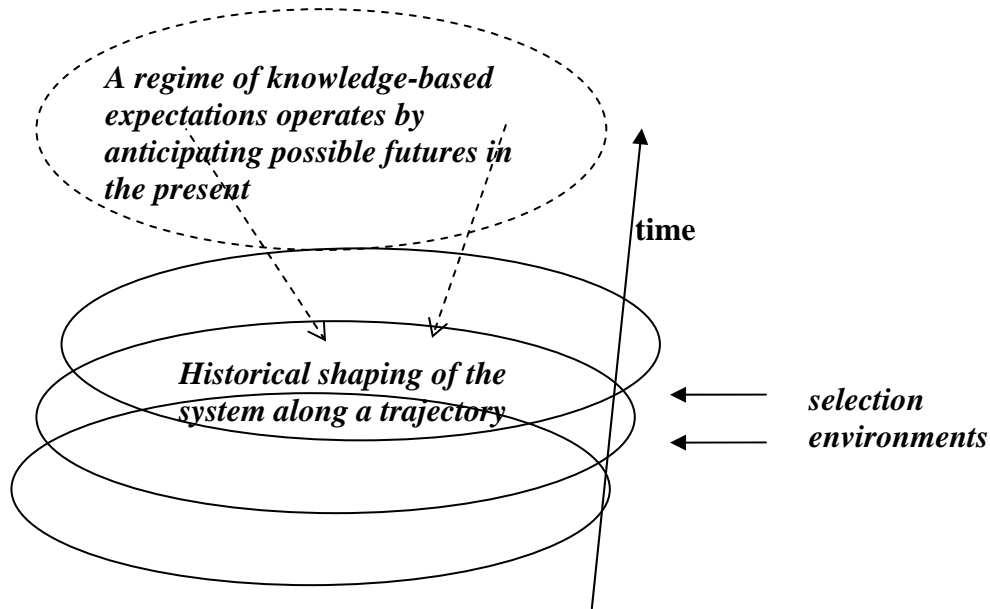 A regime of knowledge-based
expectations operates by
anticipating possible futures in
the present
time
Historical shaping of the
system along a trajectory
selection
environments